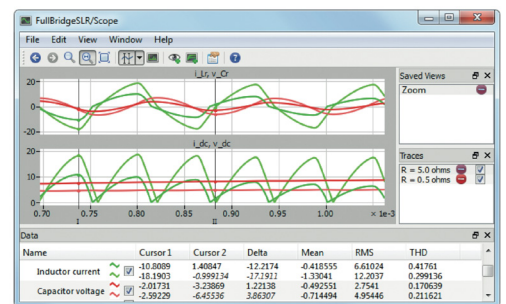 FullBridgeSLR/Scope
File Edit View Window Help
i_Lr, v_Cr
20
0
-20
i_dc, v_dc
20
10
0
0.70 0.75 0.80 0.85 0.90 0.95 1.00 × 1e-3
I II
Saved Views
Zoom
Traces
R = 5.0 ohms
R = 0.5 ohms
Data
Name Cursor 1 Cursor 2 Delta Mean RMS THD
Inductor current -10.8089 1.40847 -12.2174 -0.418555 6.61024 0.41761
-18.1903 -0.999134 -17.1911 -1.33041 12.2037 0.299136
Capacitor voltage -2.01731 -3.23869 1.22138 -0.492551 2.7541 0.170639
-2.59229 -6.45536 3.86307 -0.714494 4.95446 0.211621